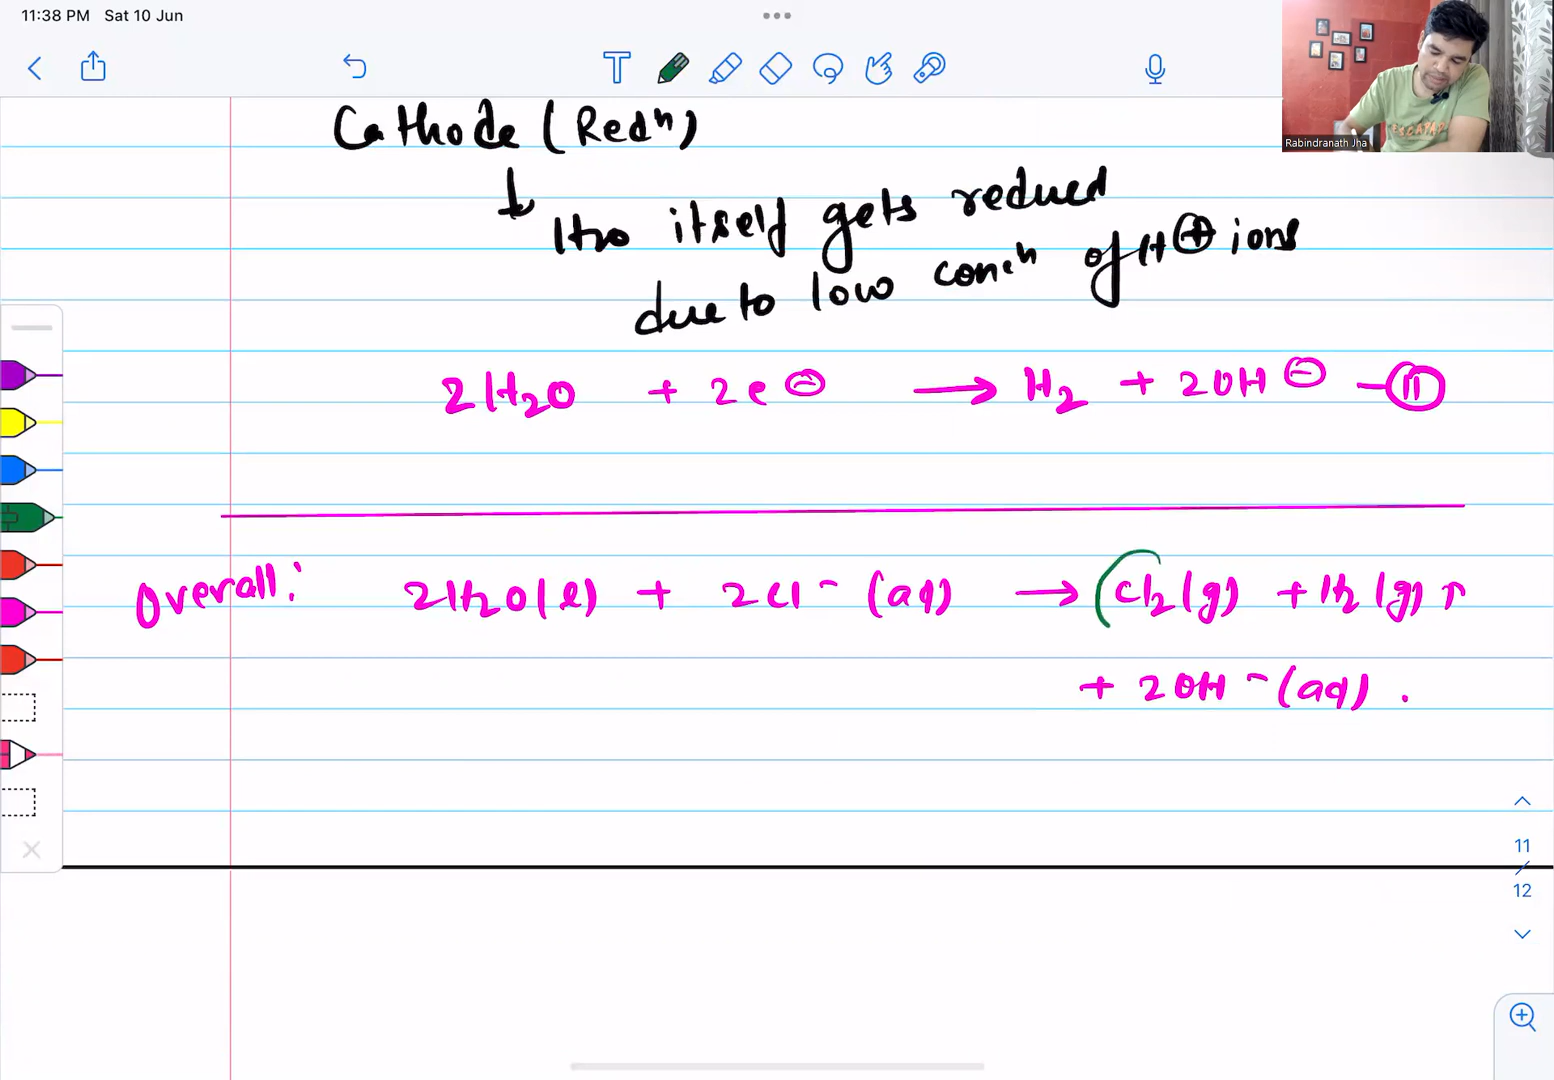 11:38 PM Sat 10 Jun
Rabindranath Jha
Cathode (Redⁿ)
↓
H2O itself gets reduced
due to low concⁿ of H⊕ ions
2H₂O + 2e⊖ → H₂ + 2OH⊖ -(II)
Overall: 2H₂O(l) + 2Cl⁻ (aq) → Cl₂(g) + H₂(g)↑
+ 2OH⁻(aq) .
11
12